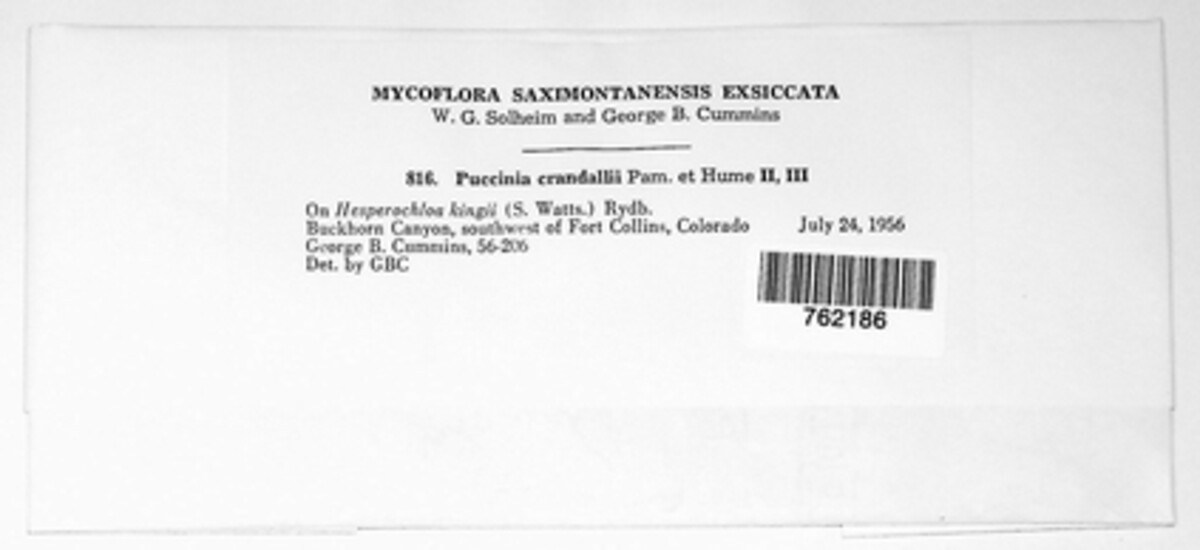 MYCOFLORA SAXIMONTANENSIS EXSICCATA
W. G. Solheim and George B. Cummins
816. Puccinia crandallii Pam. et Hume II, III
On Hesperochloa kingii (S. Watts.) Rydb.
Buckhorn Canyon, southwest of Fort Collins, Colorado July 24, 1956
George B. Cummins, 56-206
Det. by GBC
762186